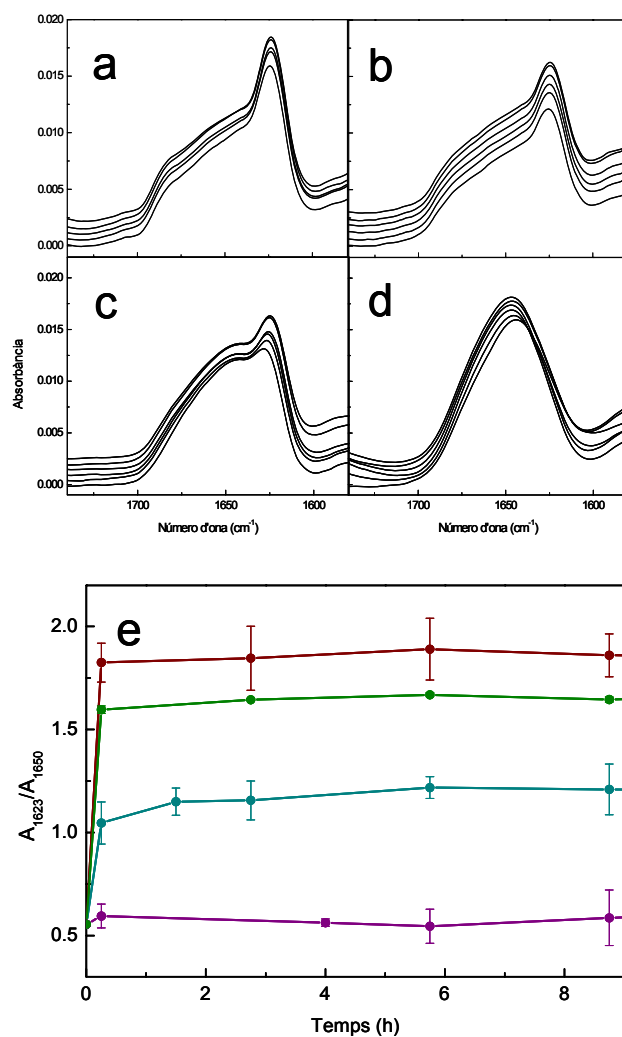 0.020
0.015
0.010
0.005
0.000
a
b
0.020
0.015
0.010
0.005
0.000
c
d
Absorbància
1700 1650 1600
1700 1650 1600
Número d'ona (cm⁻¹)
Número d'ona (cm⁻¹)
e
2.0
1.5
1.0
0.5
A₁₆₂₃/A₁₆₅₀
0 2 4 6 8
Temps (h)